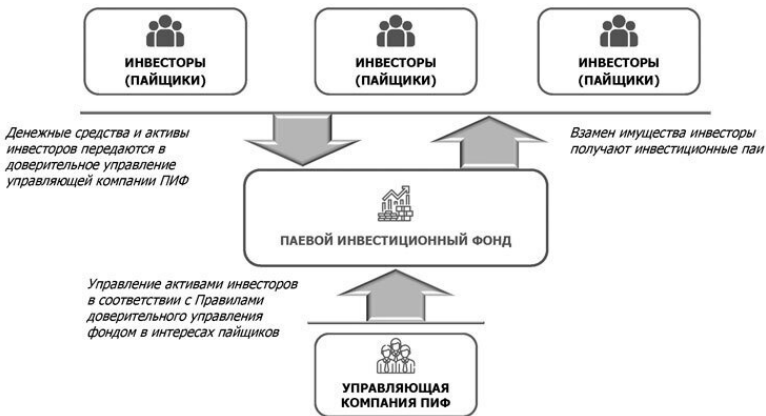 ИНВЕСТОРЫ
(ПАЙЩИКИ)
ИНВЕСТОРЫ
(ПАЙЩИКИ)
ИНВЕСТОРЫ
(ПАЙЩИКИ)
Денежные средства и активы
инвесторов передаются в
доверительное управление
управляющей компании ПИФ
Взамен имущества инвесторы
получают инвестиционные паи
ПАЕВОЙ ИНВЕСТИЦИОННЫЙ ФОНД
Управление активами инвесторов
в соответствии с Правилами
доверительного управления
фондом в интересах пайщиков
УПРАВЛЯЮЩАЯ
КОМПАНИЯ ПИФ